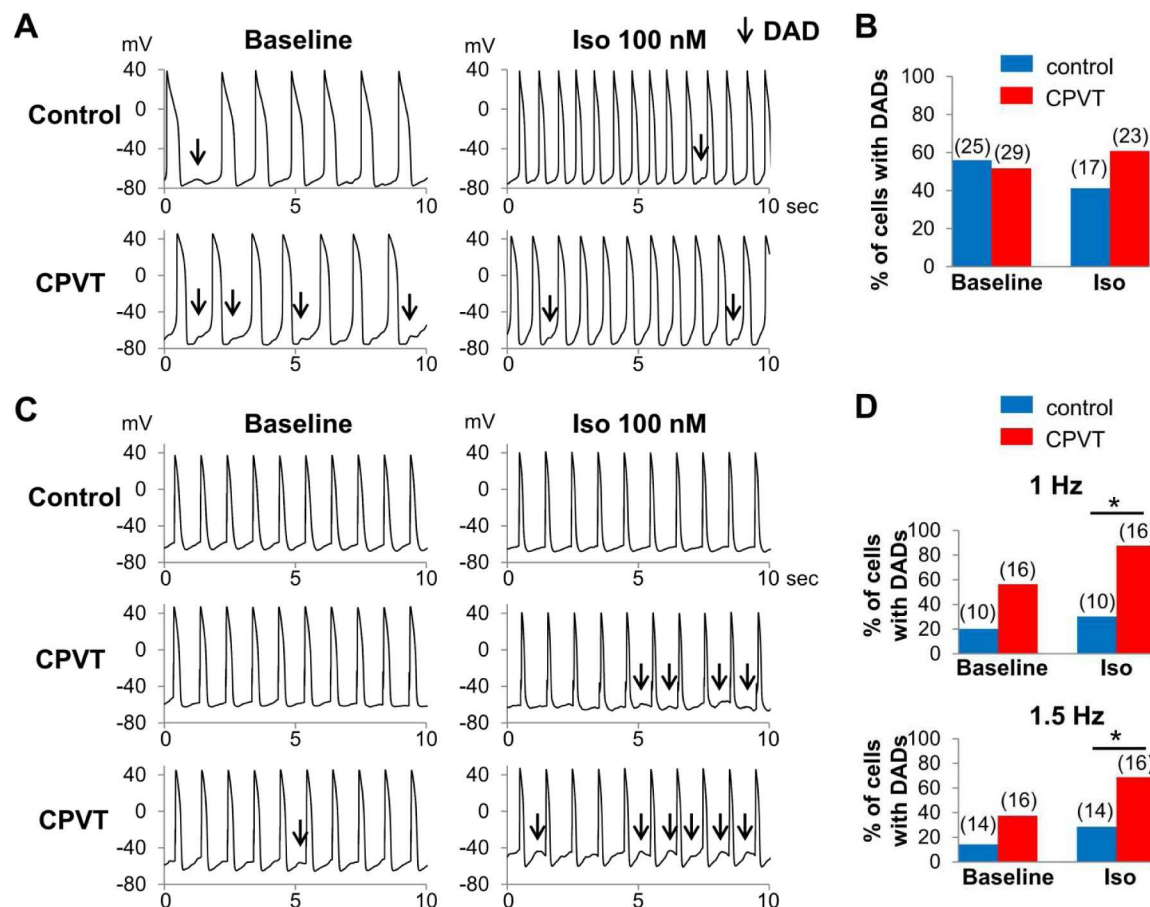 A
Baseline
Iso 100 nM
↓ DAD
mV
mV
Control
40
0
-40
-80
0
5
10
40
0
-40
-80
0
5
10 sec
CPVT
40
0
-40
-80
0
5
10
40
0
-40
-80
0
5
10
B
control
CPVT
% of cells with DADs
100
80
60
40
20
0
(25)
(29)
(17)
(23)
Baseline
Iso
C
Baseline
Iso 100 nM
mV
mV
Control
40
0
-40
-80
0
5
10
40
0
-40
-80
0
5
10 sec
CPVT
40
0
-40
-80
0
5
10
40
0
-40
-80
0
5
10
CPVT
40
0
-40
-80
0
5
10
40
0
-40
-80
0
5
10
D
control
CPVT
1 Hz
% of cells
with DADs
100
80
60
40
20
0
(10)
(16)
(10)
*
(16
Baseline
Iso
1.5 Hz
% of cells
with DADs
100
80
60
40
20
0
(14)
(16)
(14)
*
(16)
Baseline
Iso